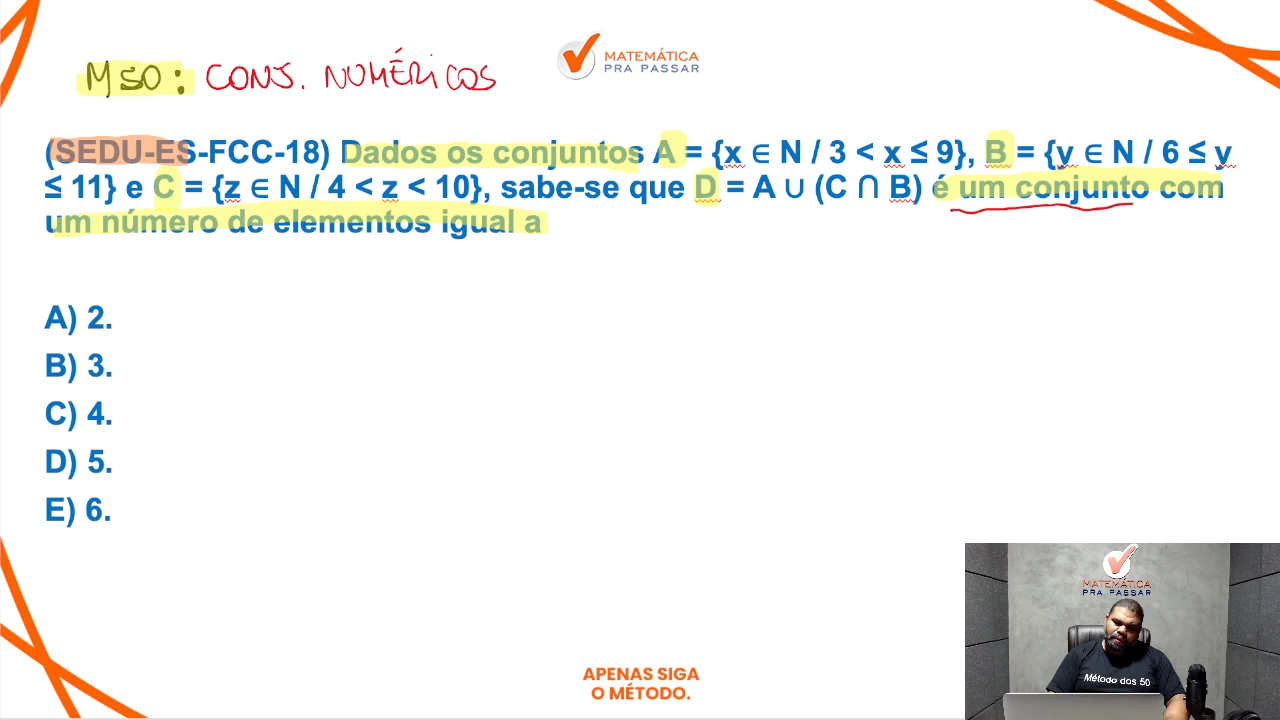 MATEMÁTICA
PRA PASSAR
M50: CONJ. NUMÉRICOS
(SEDU-ES-FCC-18) Dados os conjuntos A = {x ∈ N / 3 < x ≤ 9}, B = {y ∈ N / 6 ≤ y
≤ 11} e C = {z ∈ N / 4 < z < 10}, sabe-se que D = A ∪ (C ∩ B) é um conjunto com
um número de elementos igual a
A) 2.
B) 3.
C) 4.
D) 5.
E) 6.
MATEMÁTICA
PRA PASSAR
Método dos 50
APENAS SIGA
O MÉTODO.